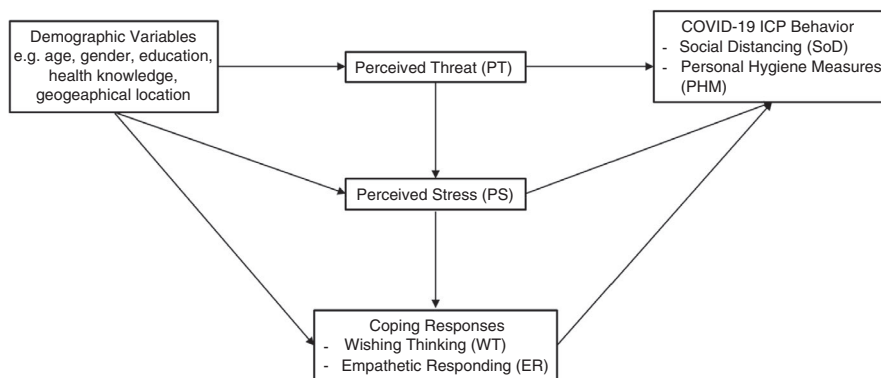 Demographic Variables
e.g. age, gender, education,
health knowledge,
geogeaphical location
Perceived Threat (PT)
COVID-19 ICP Behavior
- Social Distancing (SoD)
- Personal Hygiene Measures
(PHM)
Perceived Stress (PS)
Coping Responses
- Wishing Thinking (WT)
- Empathetic Responding (ER)